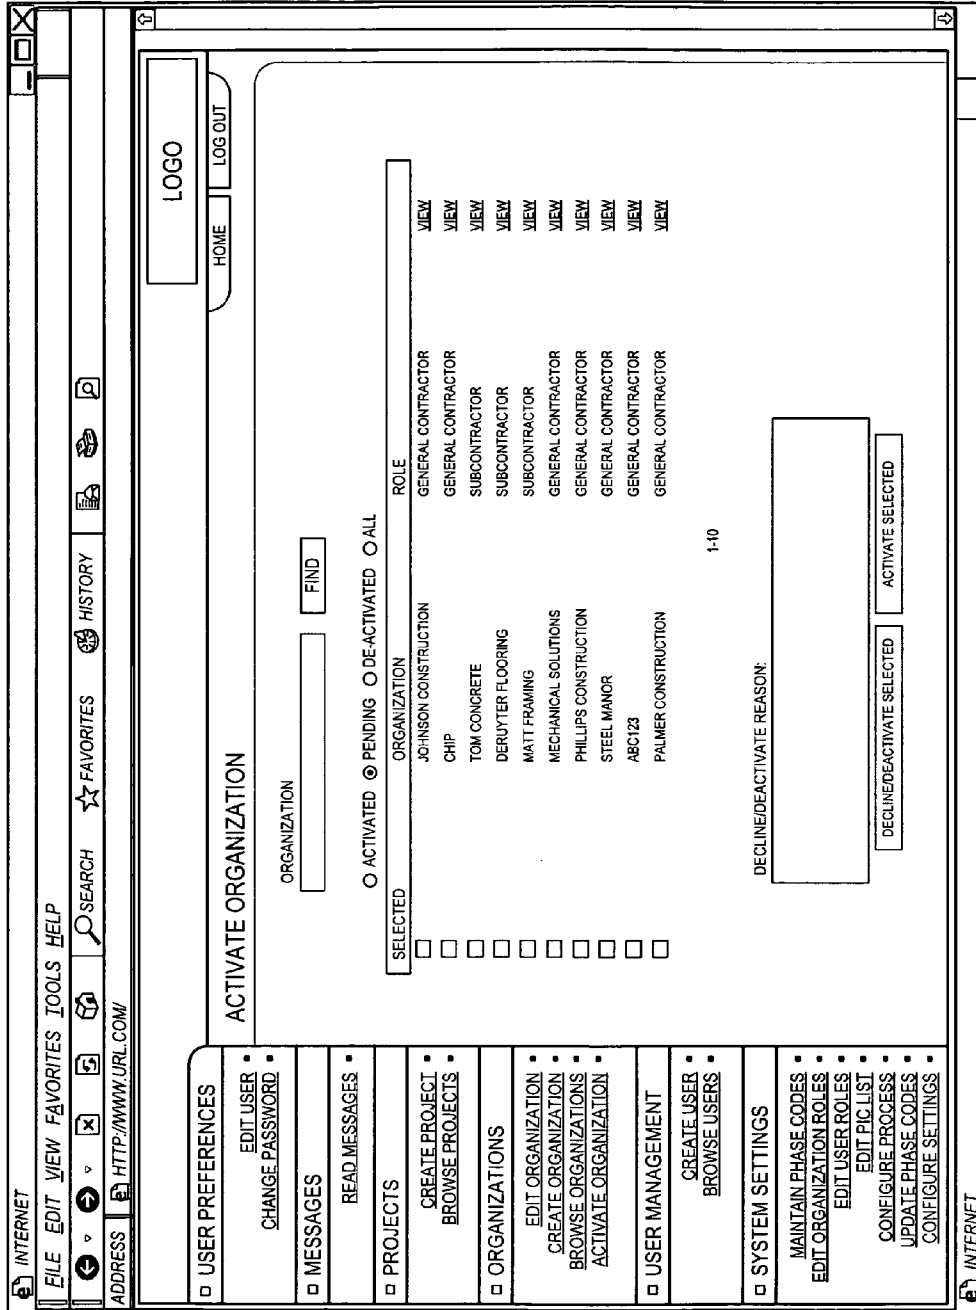 INTERNET
FILE EDIT VIEW FAVORITES TOOLS HELP
SEARCH FAVORITES HISTORY
ADDRESS HTTP://WWW.URL.COM/
LOGO
HOME LOG OUT
USER PREFERENCES
EDIT USER
CHANGE PASSWORD
MESSAGES
READ MESSAGES
PROJECTS
CREATE PROJECT
BROWSE PROJECTS
ORGANIZATIONS
EDIT ORGANIZATION
CREATE ORGANIZATION
BROWSE ORGANIZATIONS
ACTIVATE ORGANIZATION
USER MANAGEMENT
CREATE USER
BROWSE USERS
SYSTEM SETTINGS
MAINTAIN PHASE CODES
EDIT ORGANIZATION ROLES
EDIT USER ROLES
EDIT PIC LIST
CONFIGURE PROCESS
UPDATE PHASE CODES
CONFIGURE SETTINGS
ACTIVATE ORGANIZATION
ORGANIZATION
FIND
ACTIVATED PENDING DE-ACTIVATED ALL
SELECTED ORGANIZATION ROLE
JOHNSON CONSTRUCTION GENERAL CONTRACTOR VIEW
CHIP GENERAL CONTRACTOR VIEW
TOM CONCRETE SUBCONTRACTOR VIEW
DERUYTER FLOORING SUBCONTRACTOR VIEW
MATT FRAMING SUBCONTRACTOR VIEW
MECHANICAL SOLUTIONS GENERAL CONTRACTOR VIEW
PHILLIPS CONSTRUCTION GENERAL CONTRACTOR VIEW
STEEL MANOR GENERAL CONTRACTOR VIEW
ABC123 GENERAL CONTRACTOR VIEW
PALMER CONSTRUCTION GENERAL CONTRACTOR VIEW
1-10
DECLINE/DEACTIVATE REASON:
DECLINE/DEACTIVATE SELECTED ACTIVATE SELECTED
INTERNET